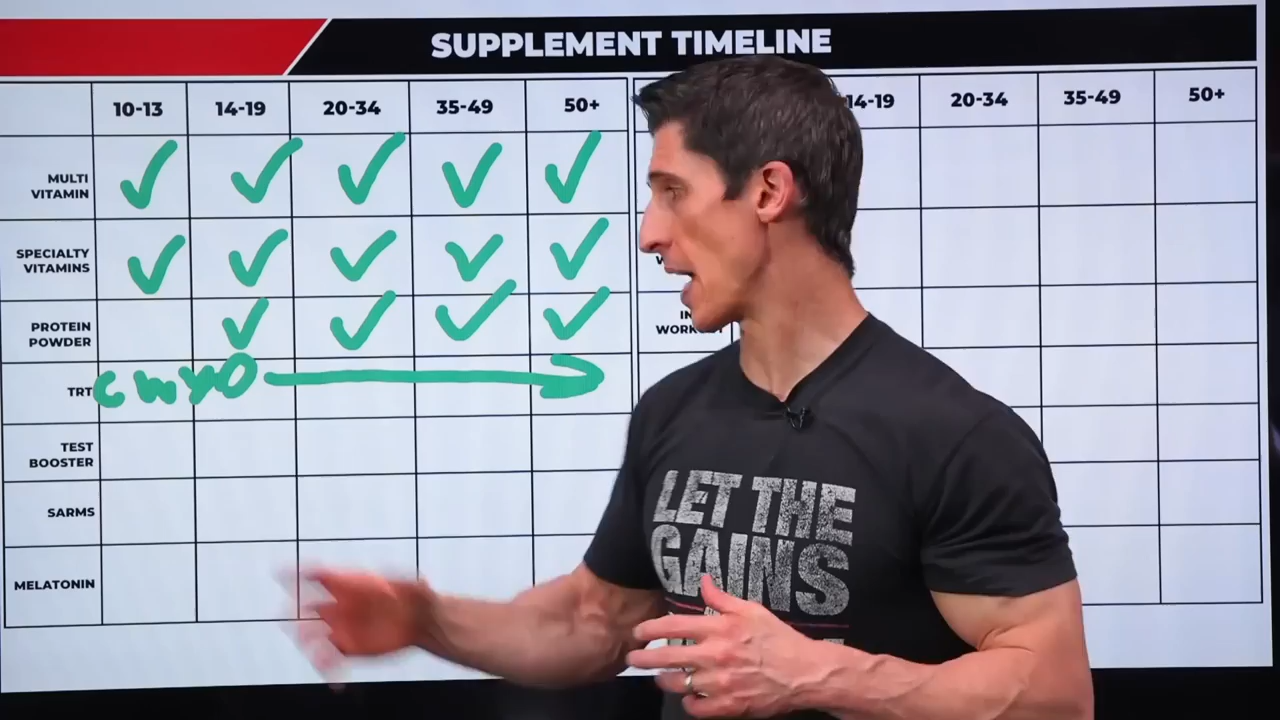 SUPPLEMENT TIMELINE
10-13 14-19 20-34 35-49 50+
14-19 20-34 35-49 50+
MULTI
VITAMIN
SPECIALTY
VITAMINS
PROTEIN
POWDER
TRT
TEST
BOOSTER
SARMS
MELATONIN
LET THE
GAINS